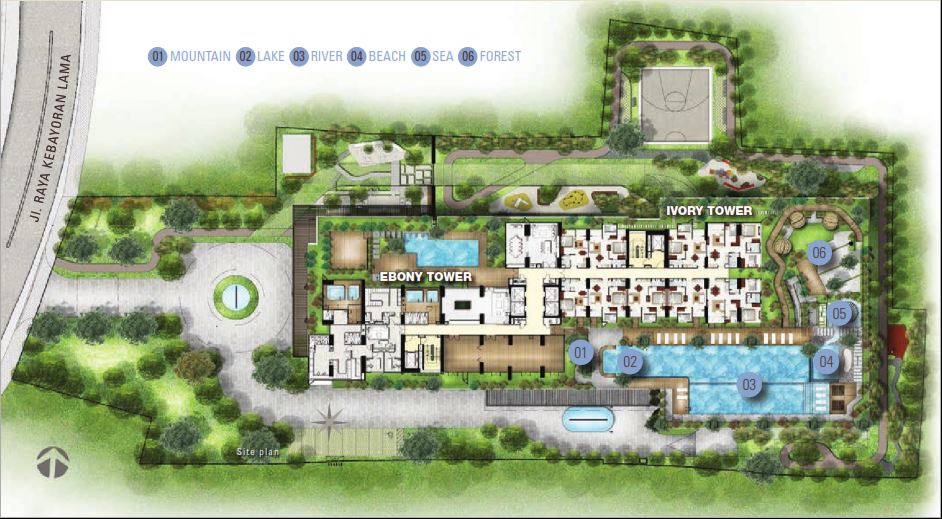 01 MOUNTAIN 02 LAKE 03 RIVER 04 BEACH 05 SEA 06 FOREST
Jl. RAYA KEBAYORAN LAMA
IVORY TOWER
EBONY TOWER
06
05
01
02
04
03
Site plan